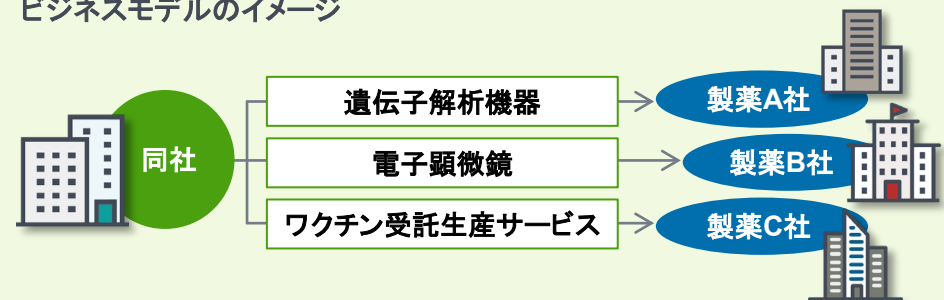 ビジネスモデルのイメージ
同社
遺伝子解析機器
製薬A社
電子顕微鏡
製薬B社
ワクチン受託生産サービス
製薬C社